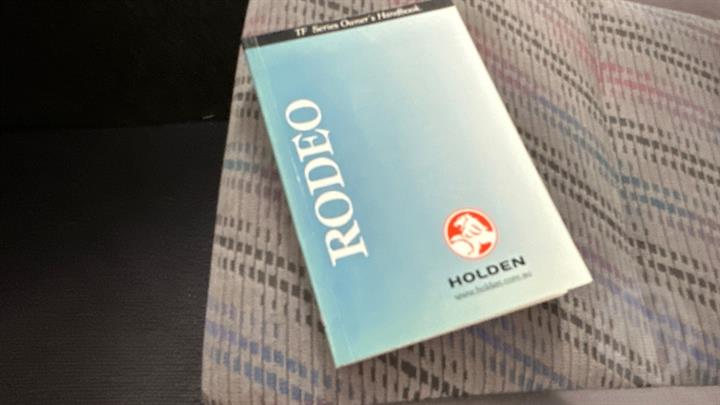 TF Series Owner's Handbook
RODEO
HOLDEN
www.holden.com.au